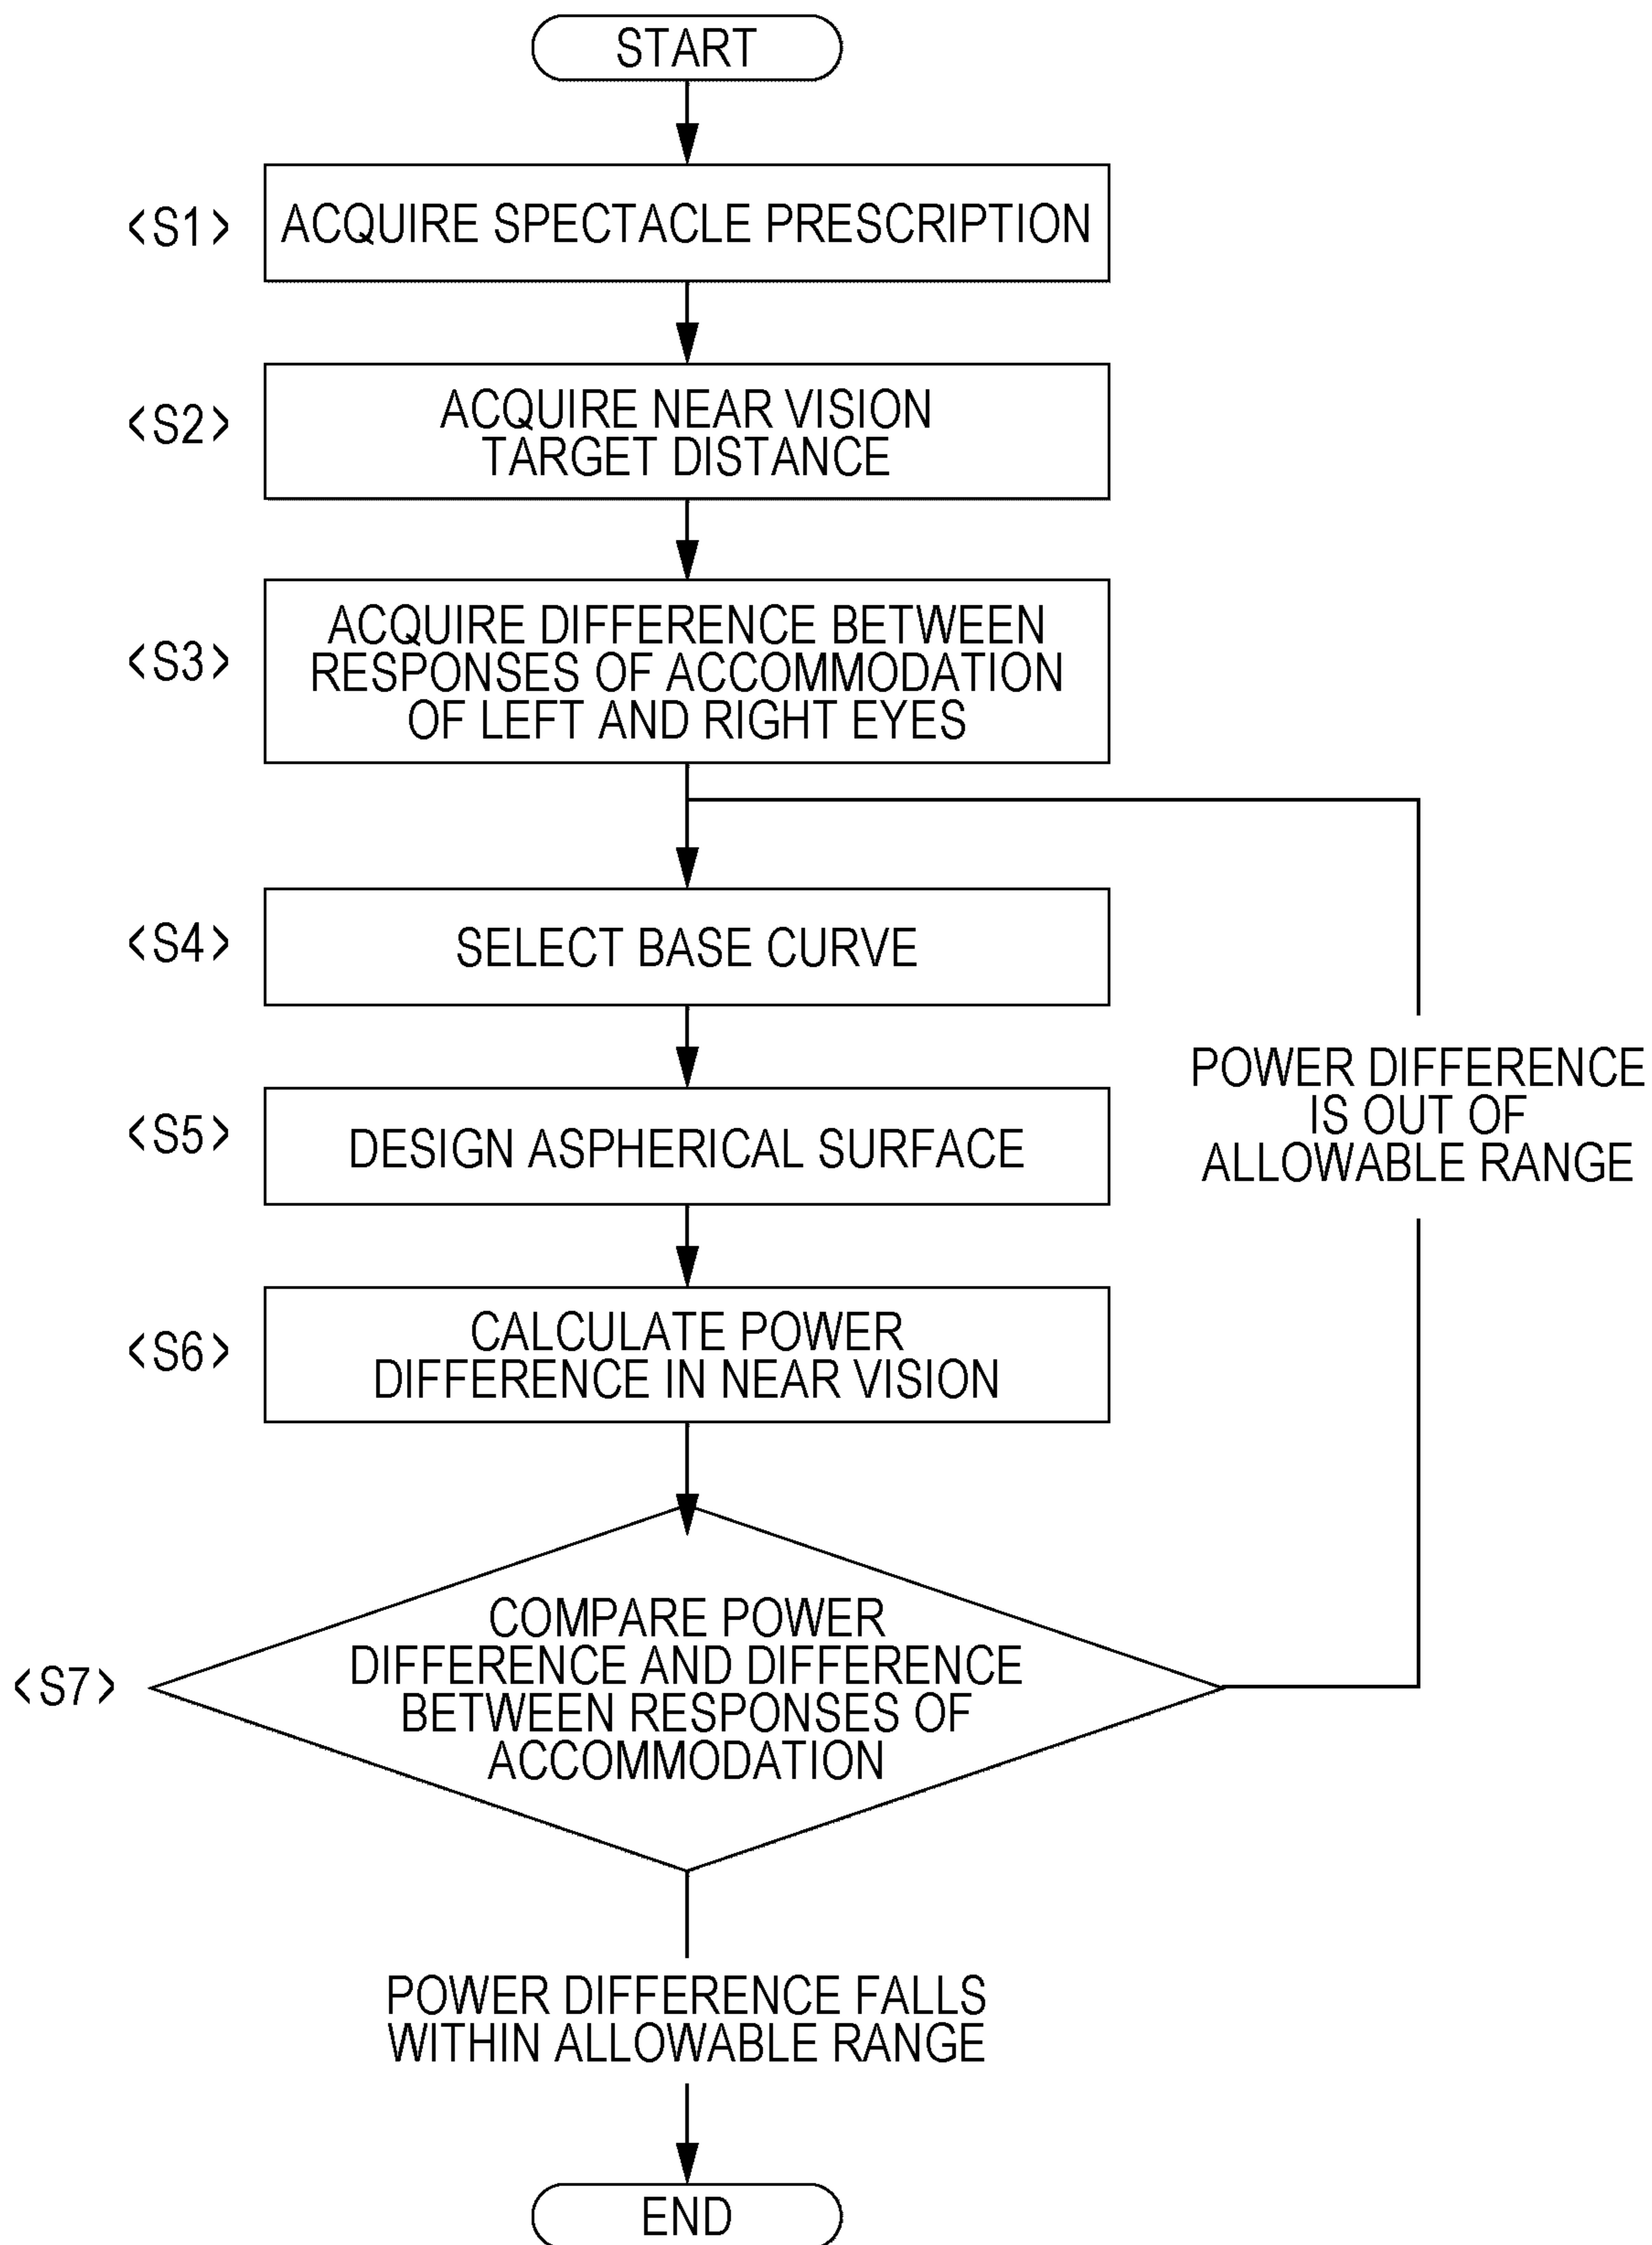 START
<S1>
ACQUIRE SPECTACLE PRESCRIPTION
<S2>
ACQUIRE NEAR VISION
TARGET DISTANCE
<S3>
ACQUIRE DIFFERENCE BETWEEN
RESPONSES OF ACCOMMODATION
OF LEFT AND RIGHT EYES
<S4>
SELECT BASE CURVE
<S5>
DESIGN ASPHERICAL SURFACE
POWER DIFFERENCE
IS OUT OF
ALLOWABLE RANGE
<S6>
CALCULATE POWER
DIFFERENCE IN NEAR VISION
<S7>
COMPARE POWER
DIFFERENCE AND DIFFERENCE
BETWEEN RESPONSES OF
ACCOMMODATION
POWER DIFFERENCE FALLS
WITHIN ALLOWABLE RANGE
END